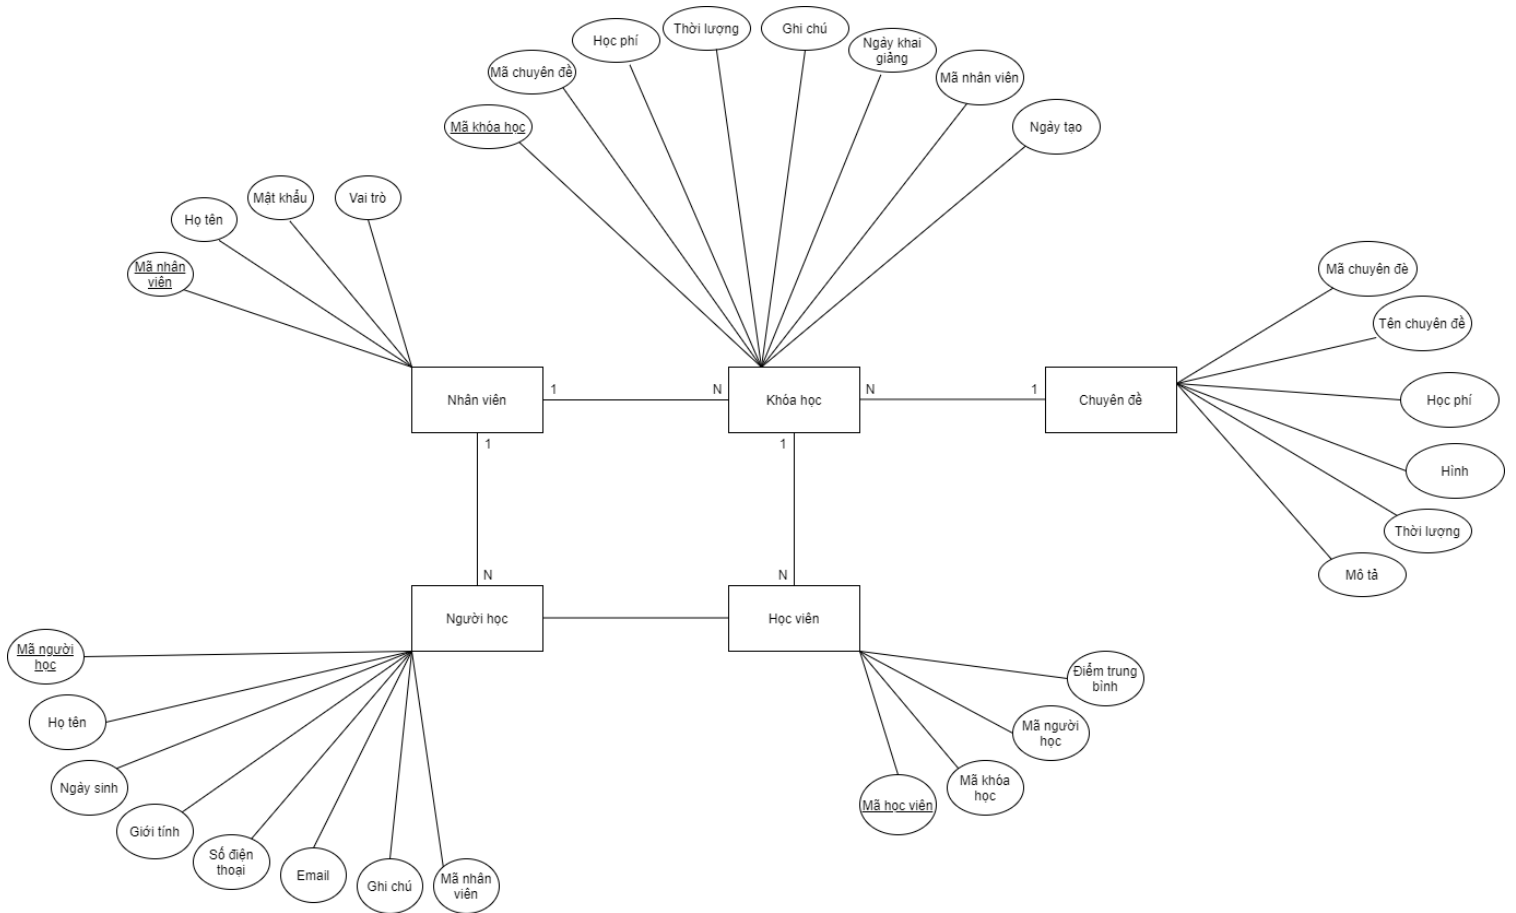 Thời lượng
Ghi chú
Học phí
Ngày khai
giảng
Mã chuyên đề
Mã nhân viên
Mã khóa học
Ngày tạo
Mật khẩu
Vai trò
Họ tên
Mã nhân
viên
Mã chuyên đè
Tên chuyên đề
Nhân viên
1
N
Khóa học
N
1
Chuyên đề
Học phí
1
1
Hình
Thời lượng
Mô tả
N
N
Người học
Học viên
Mã người
học
Họ tên
Ngày sinh
Giới tính
Số điện
thoại
Email
Ghi chú
Mã nhân
viên
Điểm trung
bình
Mã người
học
Mã khóa
học
Mã học viên